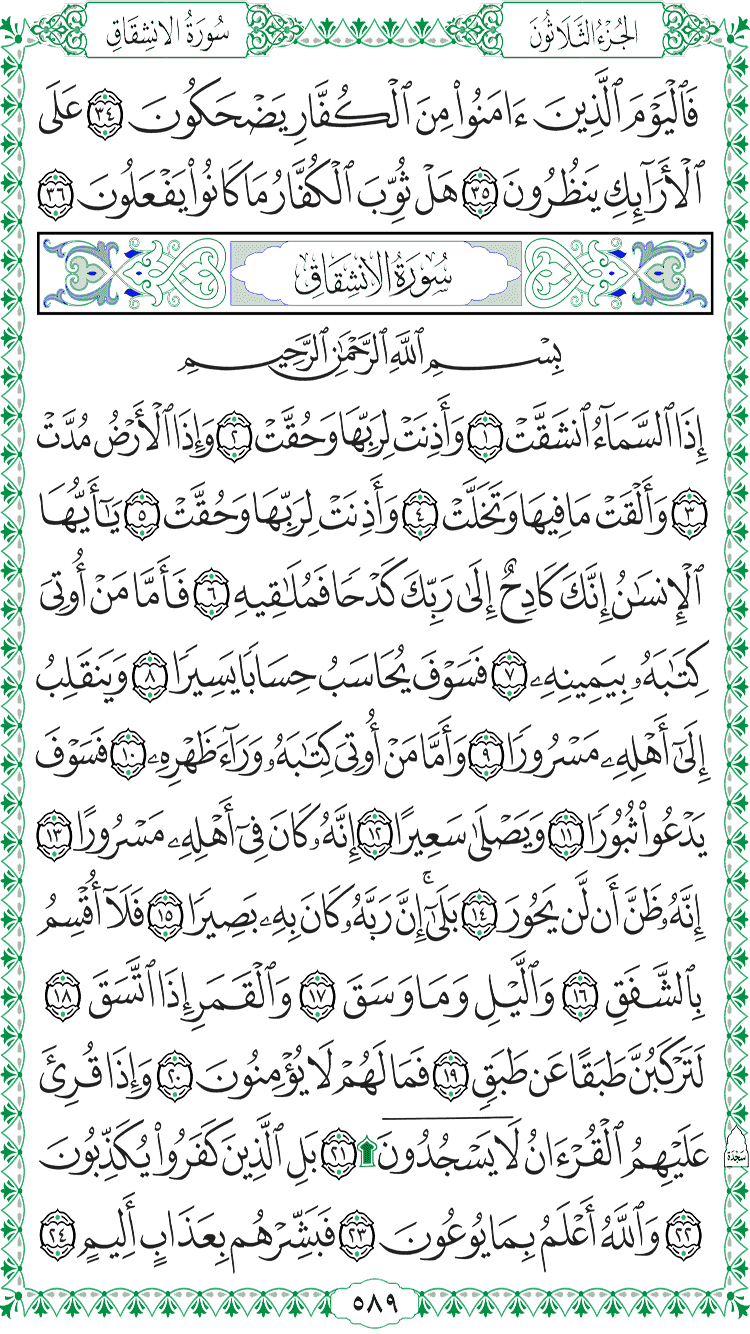 الجُزْءُ الثَّلَاثُونَ
سُورَةُ الانْشِقَاقِ
فَٱلْيَوْمَ ٱلَّذِينَ ءَامَنُوا۟ مِنَ ٱلْكُفَّارِ يَضْحَكُونَ ٣٤ عَلَى
ٱلْأَرَآئِكِ يَنظُرُونَ ٣٥ هَلْ ثُوِّبَ ٱلْكُفَّارُ مَا كَانُوا۟ يَفْعَلُونَ ٣٦
سُورَةُ الانْشِقَاقِ
بِسْمِ ٱللَّهِ ٱلرَّحْمَٰنِ ٱلرَّحِيمِ
إِذَا ٱلسَّمَآءُ ٱنشَقَّتْ ١ وَأَذِنَتْ لِرَبِّهَا وَحُقَّتْ ٢ وَإِذَا ٱلْأَرْضُ مُدَّتْ
٣ وَأَلْقَتْ مَا فِيهَا وَتَخَلَّتْ ٤ وَأَذِنَتْ لِرَبِّهَا وَحُقَّتْ ٥ يَٰٓأَيُّهَا
ٱلْإِنسَٰنُ إِنَّكَ كَادِحٌ إِلَىٰ رَبِّكَ كَدْحًا فَمُلَٰقِيهِ ٦ فَأَمَّا مَنْ أُوتِىَ
كِتَٰبَهُۥ بِيَمِينِهِۦ ٧ فَسَوْفَ يُحَاسَبُ حِسَابًا يَسِيرًا ٨ وَيَنقَلِبُ
إِلَىٰٓ أَهْلِهِۦ مَسْرُورًا ٩ وَأَمَّا مَنْ أُوتِىَ كِتَٰبَهُۥ وَرَآءَ ظَهْرِهِۦ ١٠ فَسَوْفَ
يَدْعُوا۟ ثُبُورًا ١١ وَيَصْلَىٰ سَعِيرًا ١٢ إِنَّهُۥ كَانَ فِىٓ أَهْلِهِۦ مَسْرُورًا ١٣
إِنَّهُۥ ظَنَّ أَن لَّن يَحُورَ ١٤ بَلَىٰٓۚ إِنَّ رَبَّهُۥ كَانَ بِهِۦ بَصِيرًا ١٥ فَلَآ أُقْسِمُ
بِٱلشَّفَقِ ١٦ وَٱلَّيْلِ وَمَا وَسَقَ ١٧ وَٱلْقَمَرِ إِذَا ٱتَّسَقَ ١٨
لَتَرْكَبُنَّ طَبَقًا عَن طَبَقٍ ١٩ فَمَا لَهُمْ لَا يُؤْمِنُونَ ٢٠ وَإِذَا قُرِئَ
عَلَيْهِمُ ٱلْقُرْءَانُ لَا يَسْجُدُونَ ۩ ٢١ بَلِ ٱلَّذِينَ كَفَرُوا۟ يُكَذِّبُونَ
سَجْدَة
٢٢ وَٱللَّهُ أَعْلَمُ بِمَا يُوعُونَ ٢٣ فَبَشِّرْهُم بِعَذَابٍ أَلِيمٍ ٢٤
٥٨٩